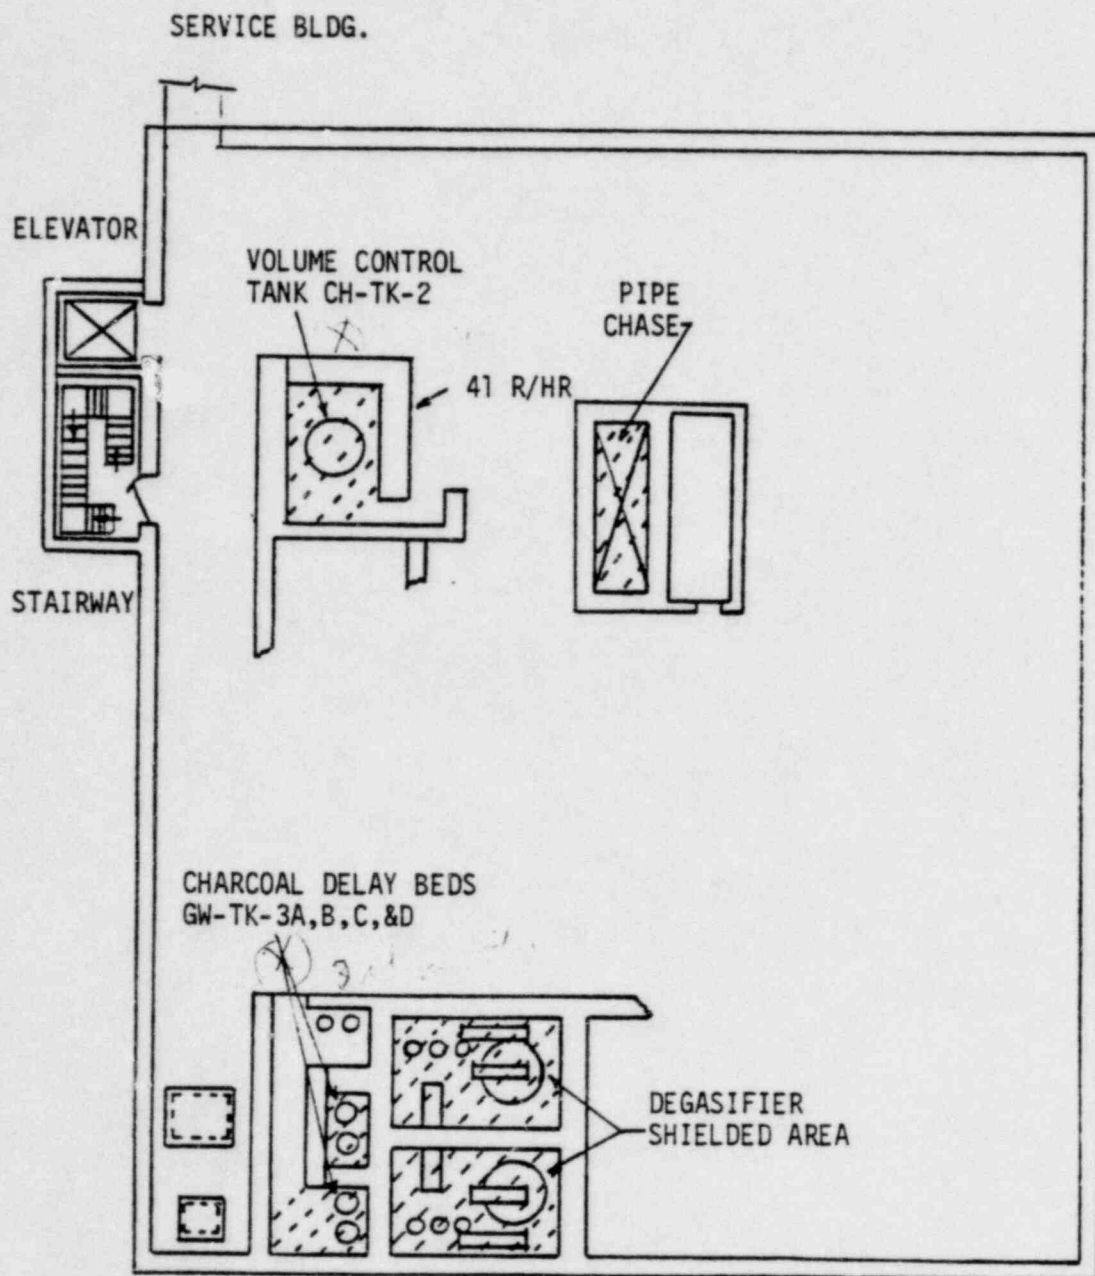 SERVICE BLDG.
ELEVATOR
VOLUME CONTROL
TANK CH-TK-2
PIPE
CHASE
41 R/HR
STAIRWAY
CHARCOAL DELAY BEDS
GW-TK-3A,B,C,&D
DEGASIFIER
SHIELDED AREA